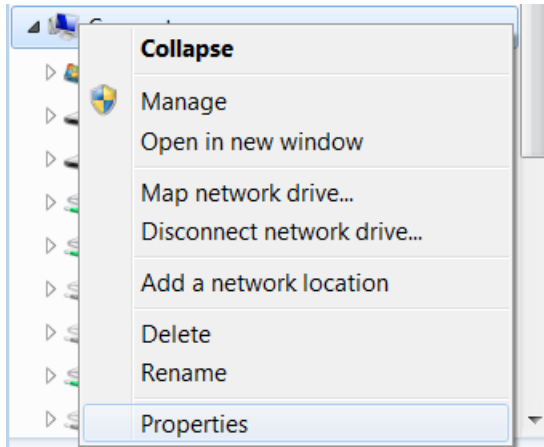 Collapse
Manage
Open in new window
Map network drive...
Disconnect network drive...
Add a network location
Delete
Rename
Properties